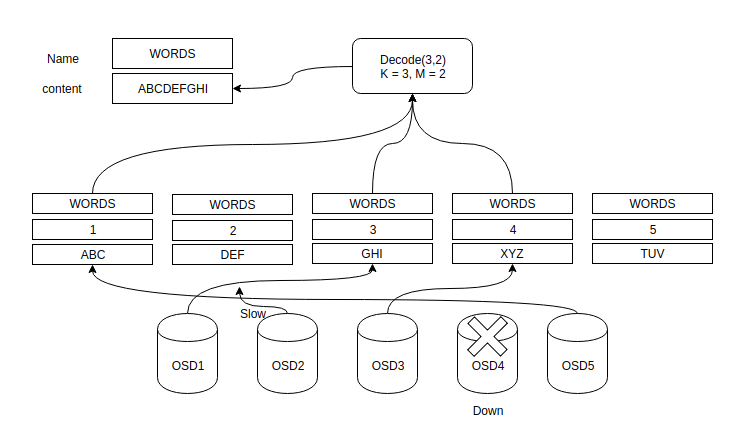 Name
WORDS
content
ABCDEFGHI
Decode(3,2)
K = 3, M = 2
WORDS
WORDS
WORDS
WORDS
WORDS
1
2
3
4
5
ABC
DEF
GHI
XYZ
TUV
Slow
OSD1
OSD2
OSD3
OSD4
OSD5
Down